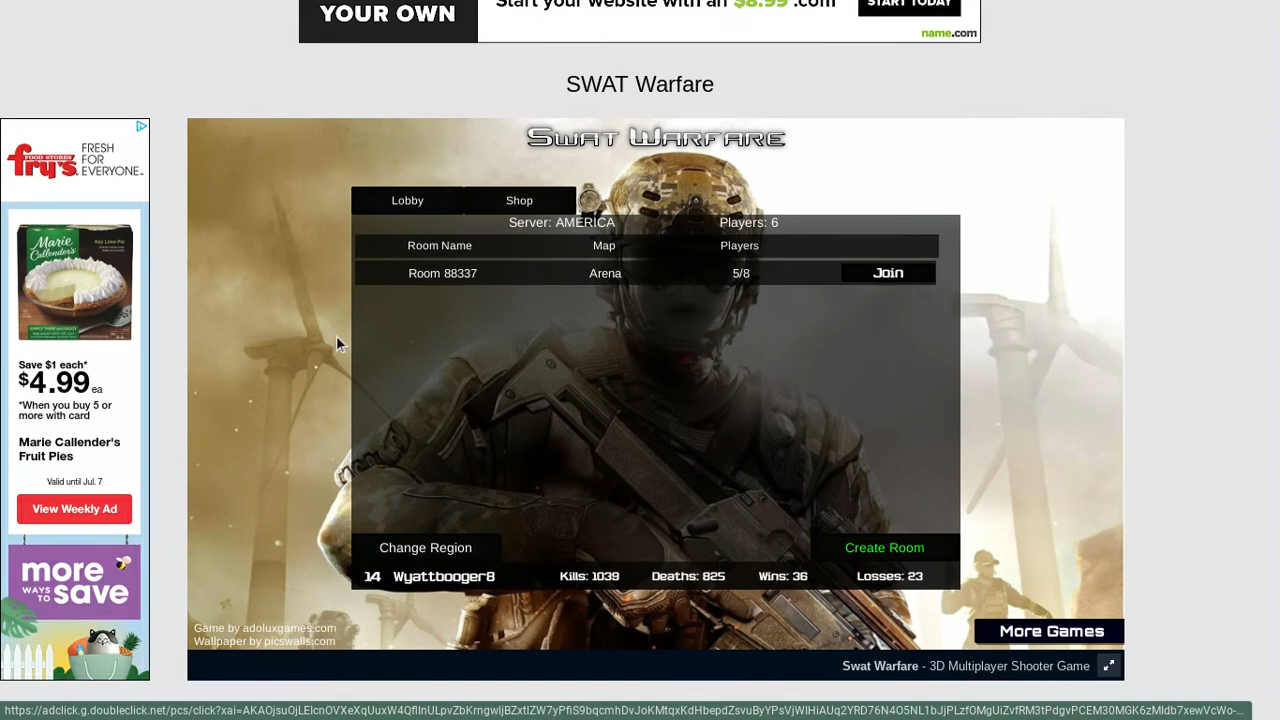 YOUR OWN
Start your website with an $8.99 .com
START TODAY
name.com
SWAT Warfare
fry's
FOOD STORES
FRESH
FOR
EVERYONE
Marie
Callender's
Key Lime Pie
Save $1 each*
$4.99 ea
*When you buy 5 or
more with card
Marie Callender's
Fruit Pies
Valid until Jul. 7
View Weekly Ad
more
WAYS TO
save
Swat Warfare
Lobby
Shop
Server: AMERICA
Players: 6
Room Name
Map
Players
Room 88337
Arena
5/8
Join
Change Region
Create Room
14 Wyattbooger8
Kills: 1039
Deaths: 825
Wins: 36
Losses: 23
Game by adoluxgames.com
Wallpaper by picswalls.com
More Games
Swat Warfare - 3D Multiplayer Shooter Game